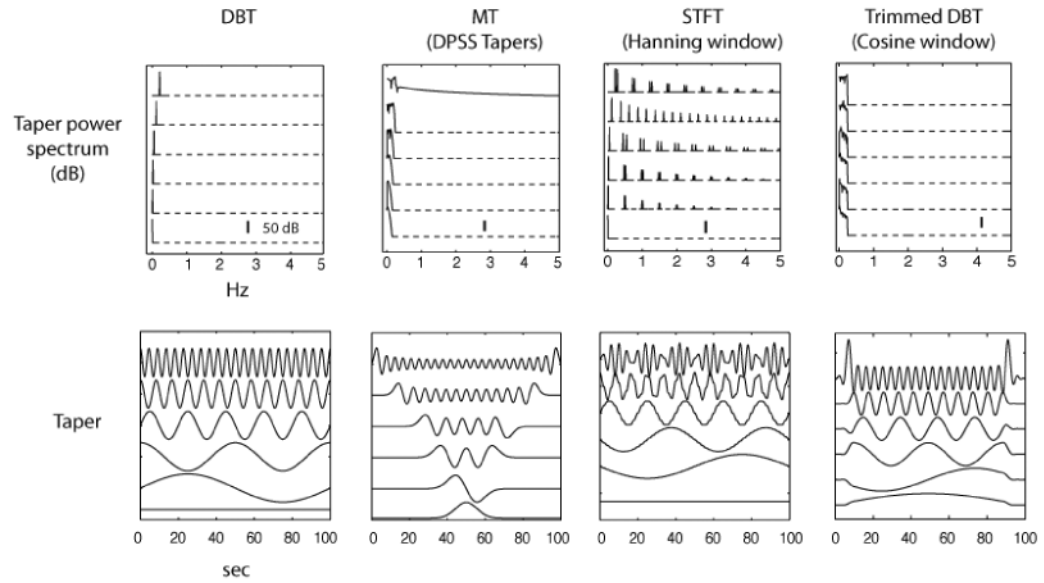 DBT
MT
(DPSS Tapers)
STFT
(Hanning window)
Trimmed DBT
(Cosine window)
Taper power
spectrum
(dB)
50 dB
0 1 2 3 4 5
0 1 2 3 4 5
0 1 2 3 4 5
0 1 2 3 4 5
Hz
Taper
0 20 40 60 80 100
0 20 40 60 80 100
0 20 40 60 80 100
0 20 40 60 80 100
sec